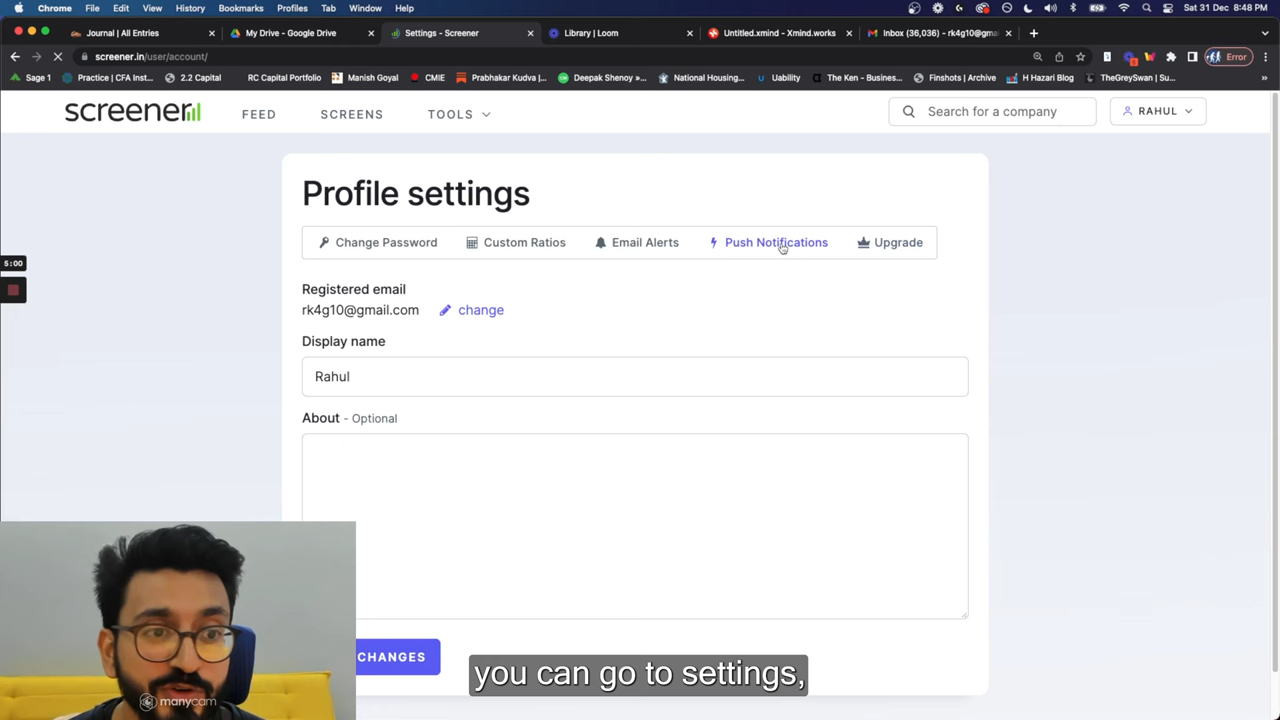 Chrome File Edit View History Bookmarks Profiles Tab Window Help Sat 31 Dec 8:48 PM
Journal | All Entries My Drive - Google Drive Settings - Screener Library | Loom Untitled.xmind - Xmind.works Inbox (36,036) - rk4g10@gma
screener.in/user/account/ Error
Sage 1 Practice | CFA Inst... 2.2 Capital RC Capital Portfolio Manish Goyal CMIE Prabhakar Kudva –... Deepak Shenoy »... National Housing... Uability The Ken - Busines... Finshots | Archive H Hazari Blog TheGreySwan | Su...
screener FEED SCREENS TOOLS Search for a company RAHUL
Profile settings
Change Password Custom Ratios Email Alerts Push Notifications Upgrade
5:00
Registered email
rk4g10@gmail.com change
Display name
Rahul
About - Optional
CHANGES
you can go to settings,
manycam